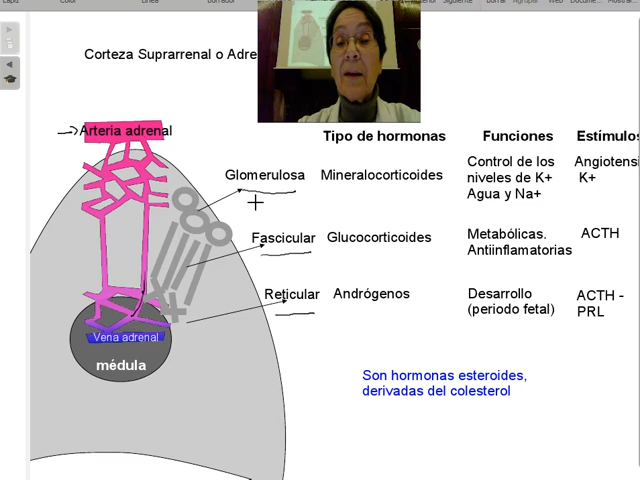 Corteza Suprarrenal o Adre
Arteria adrenal
Tipo de hormonas
Funciones
Estímulos
Glomerulosa
Mineralocorticoides
Control de los
niveles de K+
Agua y Na+
Angiotensi
K+
Fascicular
Glucocorticoides
Metabólicas.
Antiinflamatorias
ACTH
Reticular
Andrógenos
Desarrollo
(periodo fetal)
ACTH -
PRL
Vena adrenal
médula
Son hormonas esteroides,
derivadas del colesterol